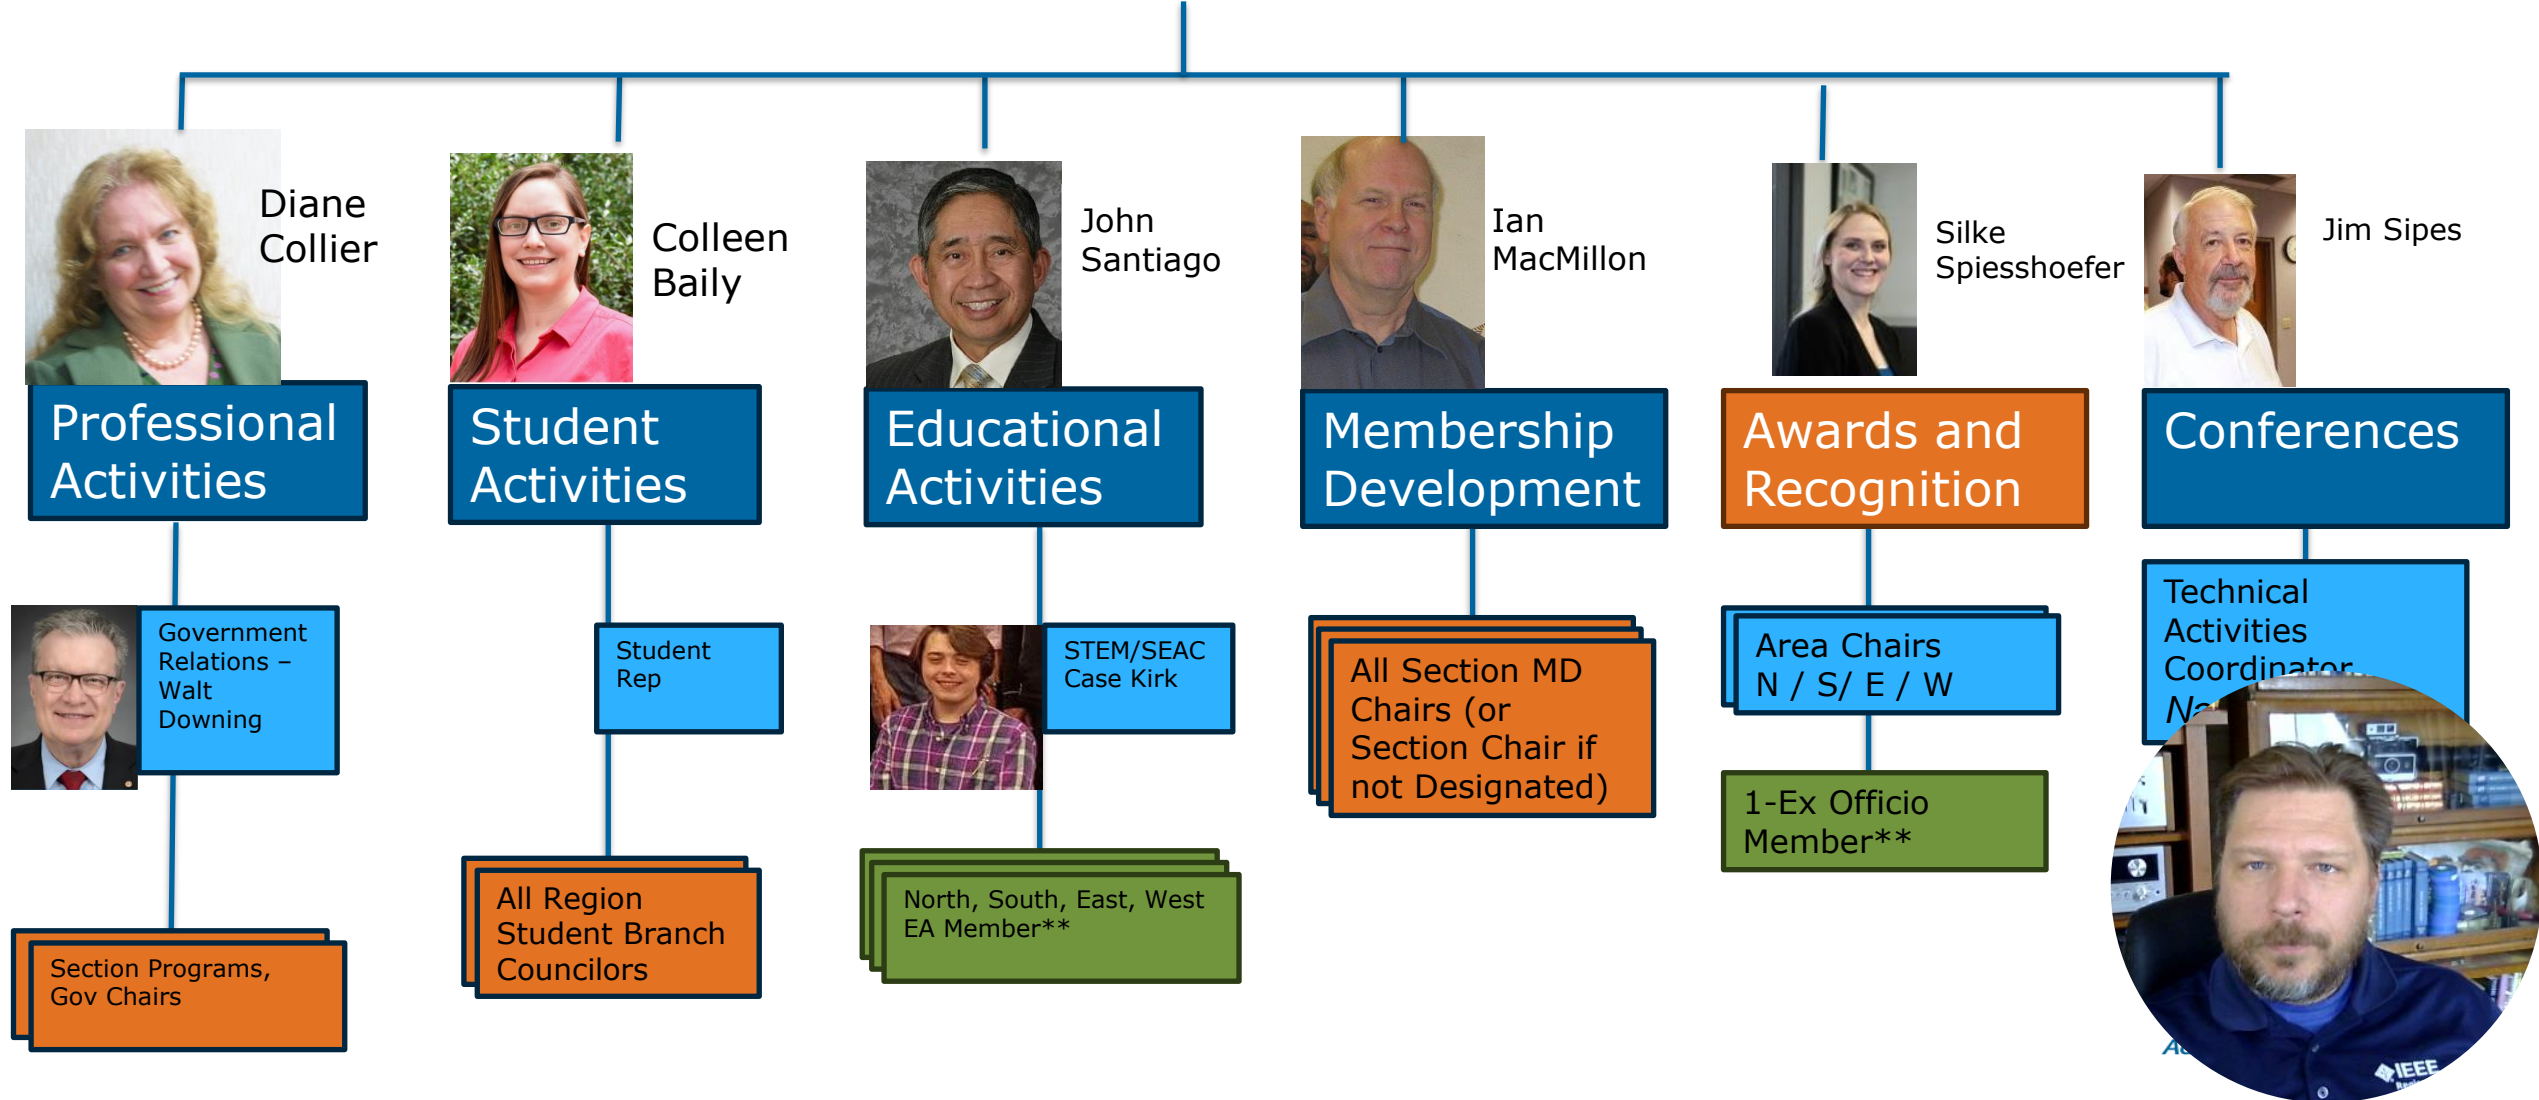 Diane
Collier
Colleen
Baily
John
Santiago
Ian
MacMillon
Silke
Spiesshoefer
Jim Sipes
Professional
Activities
Student
Activities
Educational
Activities
Membership
Development
Awards and
Recognition
Conferences
Government
Relations –
Walt
Downing
Student
Rep
STEM/SEAC
Case Kirk
All Section MD
Chairs (or
Section Chair if
not Designated)
Area Chairs
N / S/ E / W
Technical
Activities
Coordinator
1-Ex Officio
Member**
Section Programs,
Gov Chairs
All Region
Student Branch
Councilors
North, South, East, West
EA Member**
IEEE